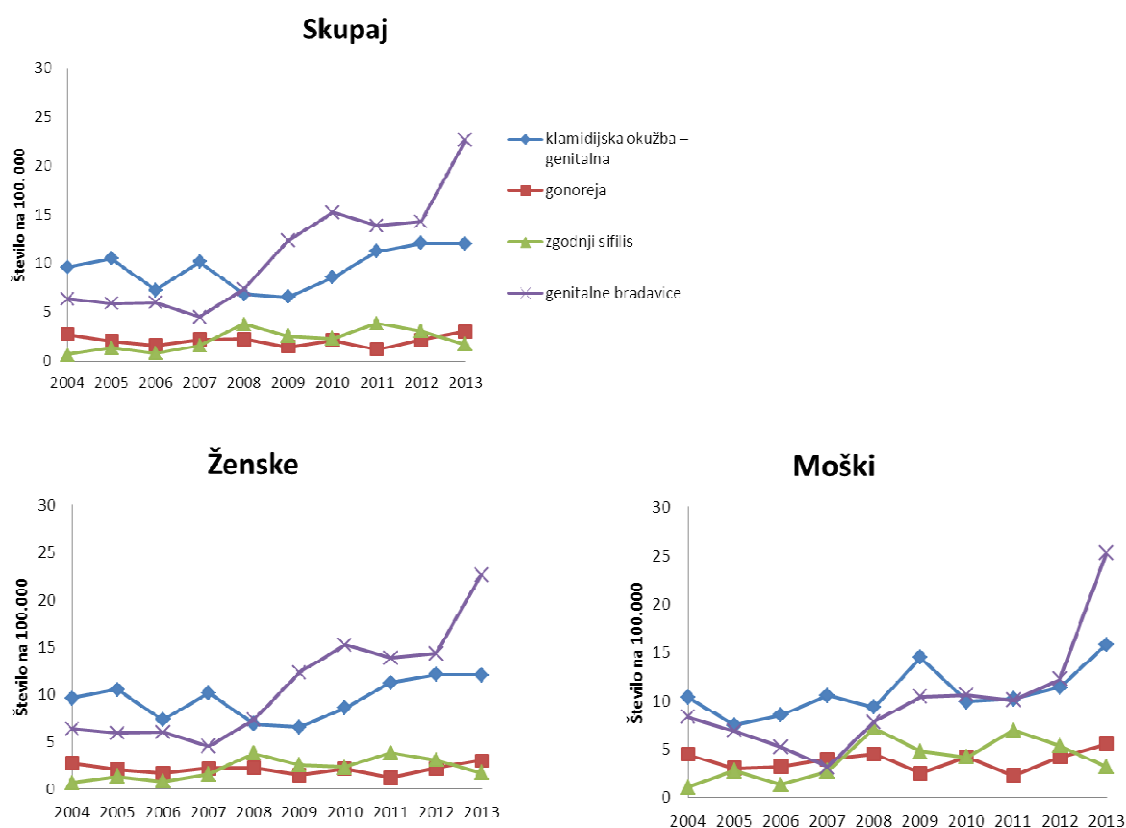 Skupaj
Število na 100.000
30
25
20
15
10
5
0
2004 2005 2006 2007 2008 2009 2010 2011 2012 2013
klamidijska okužba –
genitalna
gonoreja
zgodnji sifilis
genitalne bradavice
Ženske
Število na 100.000
30
25
20
15
10
5
0
2004 2005 2006 2007 2008 2009 2010 2011 2012 2013
Moški
Število na 100.000
30
25
20
15
10
5
0
2004 2005 2006 2007 2008 2009 2010 2011 2012 2013